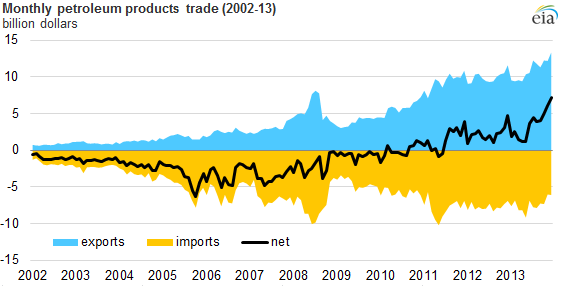 Monthly petroleum products trade (2002-13)
billion dollars
eia
15
10
5
0
-5
-10
-15
exports
imports
net
2002 2003 2004 2005 2006 2007 2008 2009 2010 2011 2012 2013